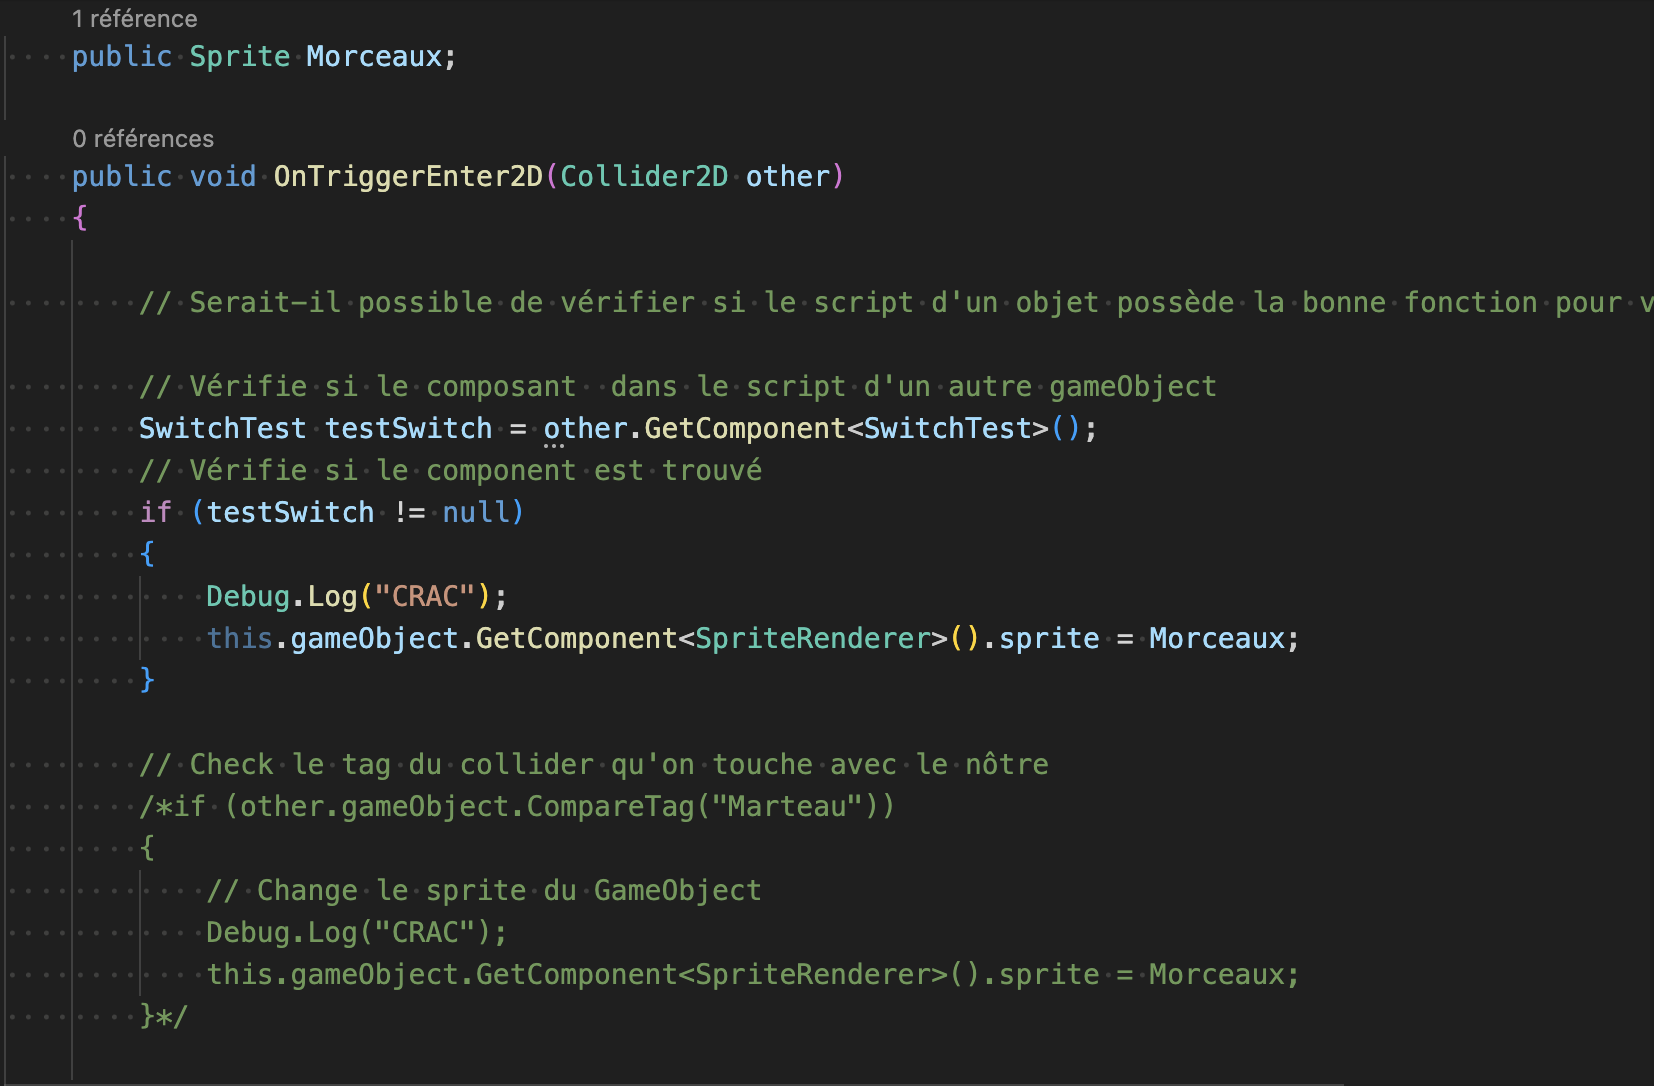 1 référence
public Sprite Morceaux;
0 références
public void OnTriggerEnter2D(Collider2D other)
{
// Serait-il possible de vérifier si le script d'un objet possède la bonne fonction pour
// Vérifie si le composant  dans le script d'un autre gameObject
SwitchTest testSwitch = other.GetComponent<SwitchTest>();
// Vérifie si le component est trouvé
if (testSwitch != null)
{
Debug.Log("CRAC");
this.gameObject.GetComponent<SpriteRenderer>().sprite = Morceaux;
}
// Check le tag du collider qu'on touche avec le nôtre
/*if (other.gameObject.CompareTag("Marteau"))
{
// Change le sprite du GameObject
Debug.Log("CRAC");
this.gameObject.GetComponent<SpriteRenderer>().sprite = Morceaux;
}*/